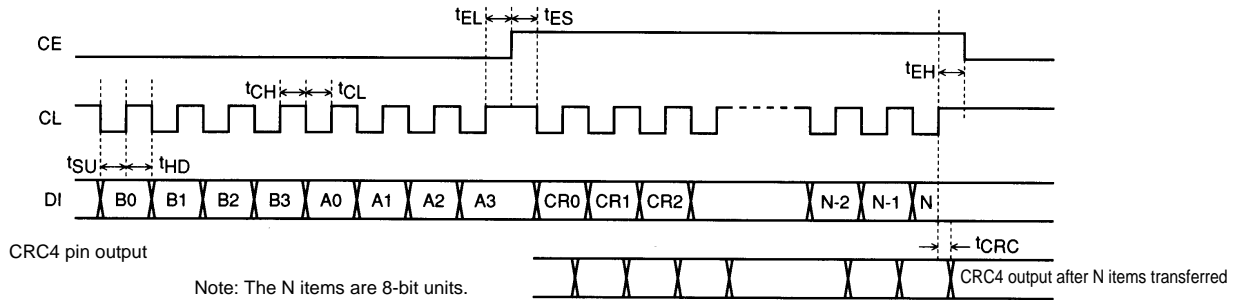 tEL tES
CE
tEH
tCH tCL
CL
tSU tHD
DI B0 B1 B2 B3 A0 A1 A2 A3 CR0 CR1 CR2 N-2 N-1 N
tCRC
CRC4 pin output
CRC4 output after N items transferred
Note: The N items are 8-bit units.